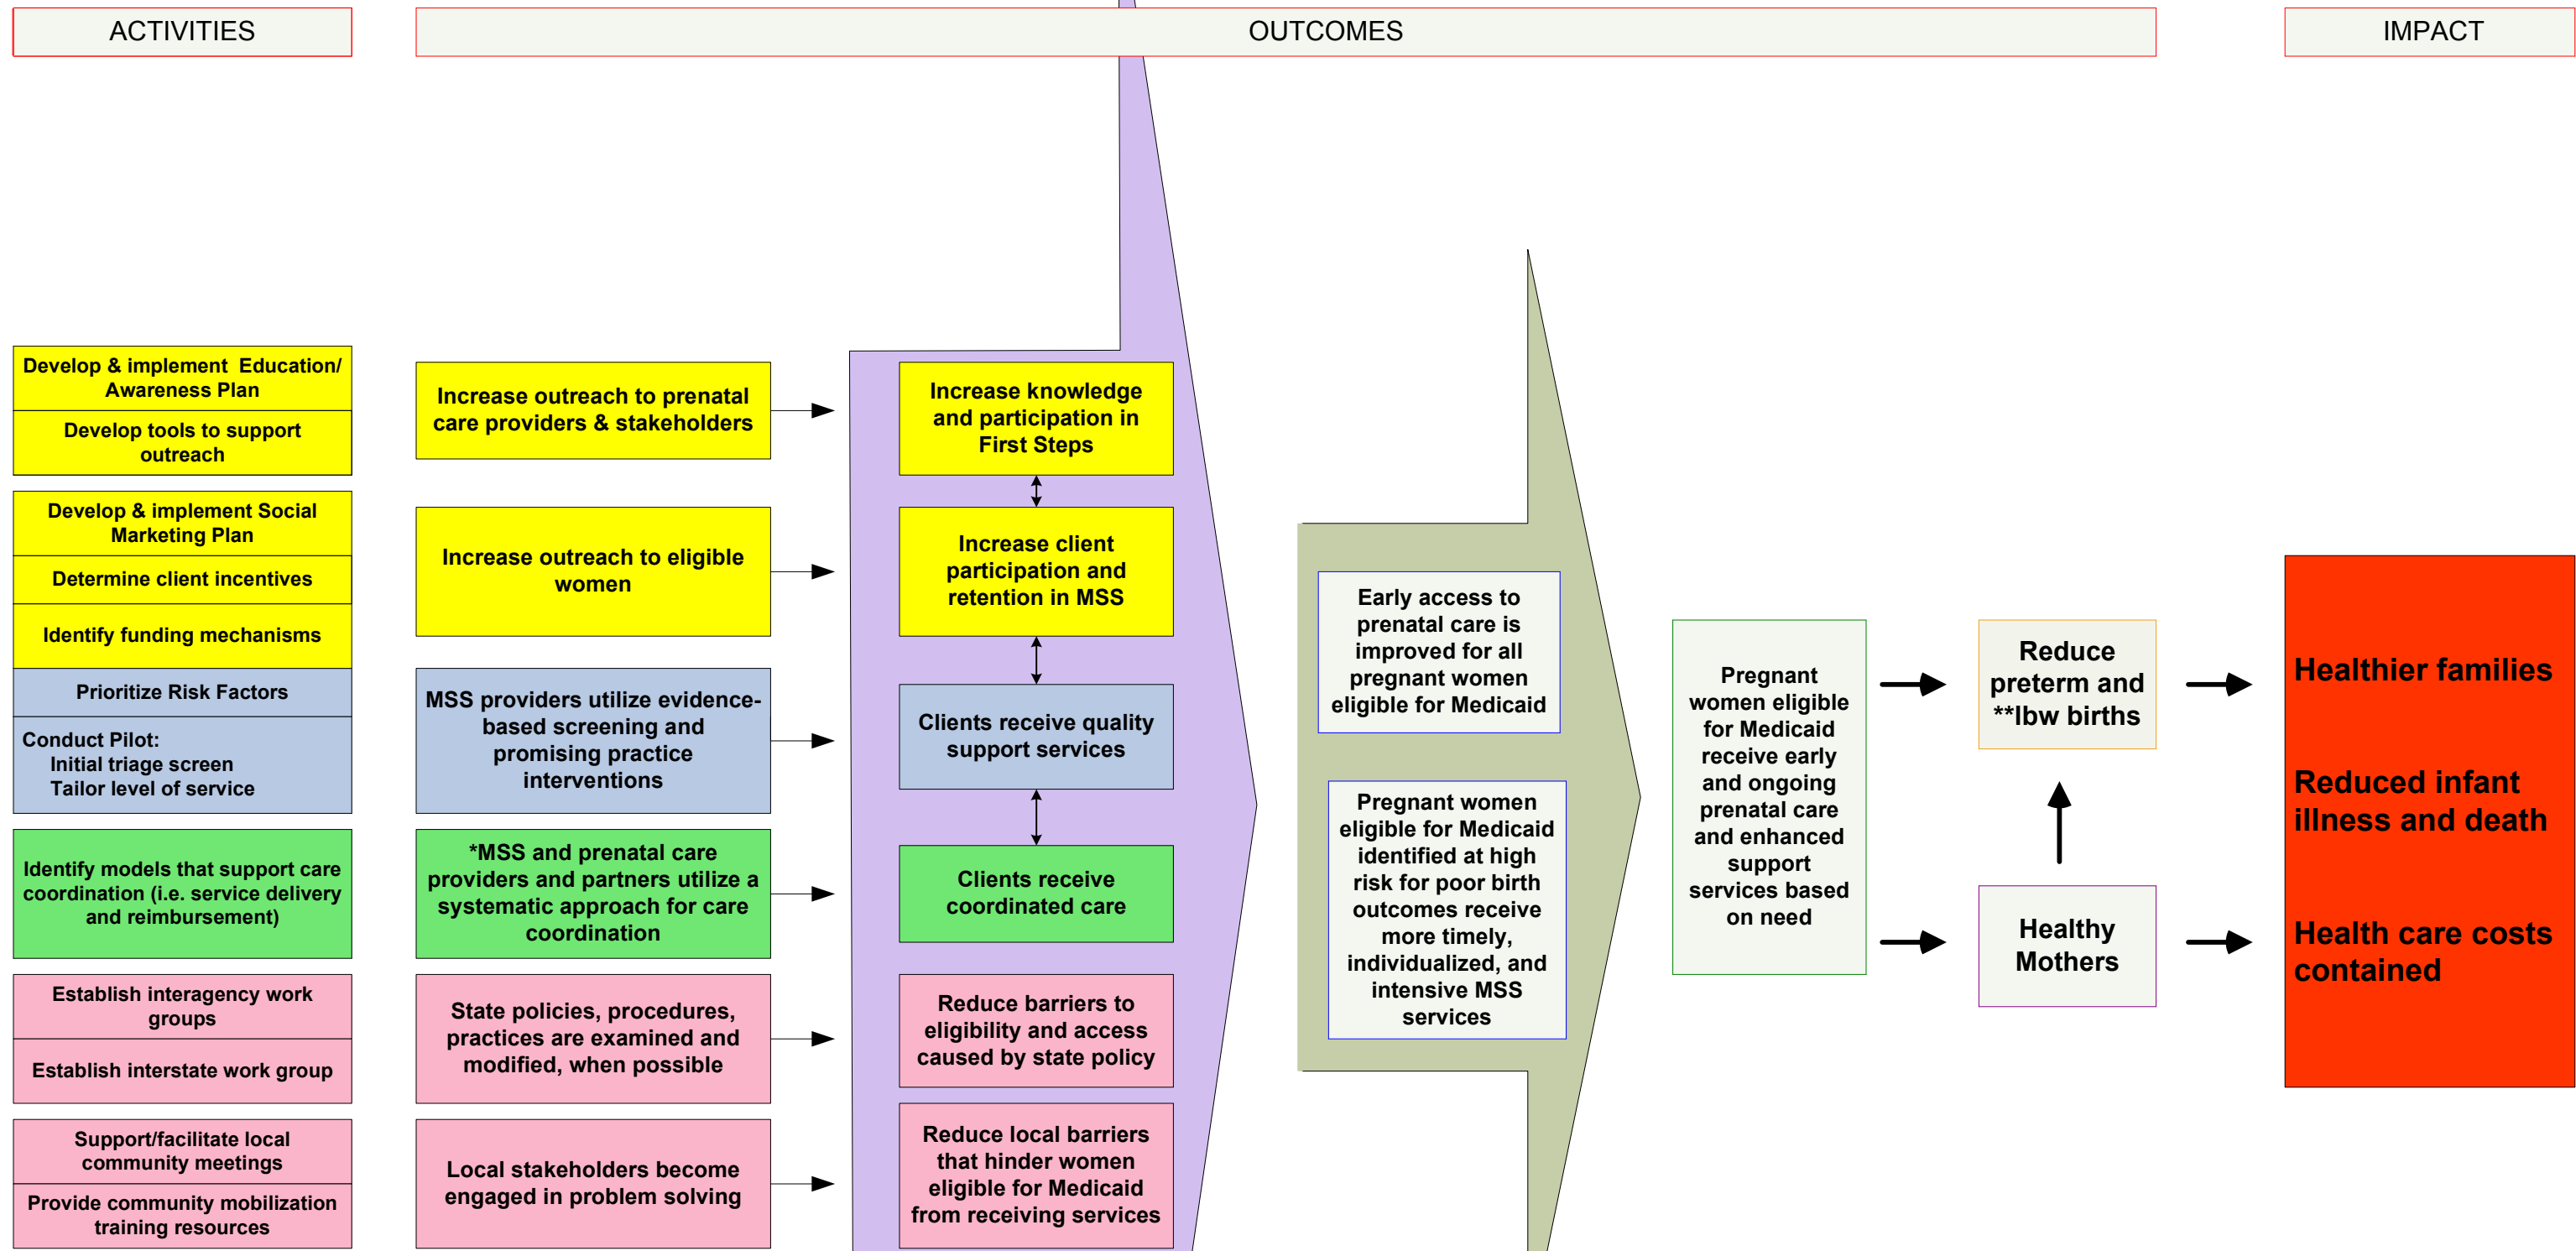 ACTIVITIES
OUTCOMES
IMPACT
Develop & implement Education/
Awareness Plan
Develop tools to support
outreach
Develop & implement Social
Marketing Plan
Determine client incentives
Identify funding mechanisms
Prioritize Risk Factors
Conduct Pilot:
Initial triage screen
Tailor level of service
Identify models that support care
coordination (i.e. service delivery
and reimbursement)
Establish interagency work
groups
Establish interstate work group
Support/facilitate local
community meetings
Provide community mobilization
training resources
Increase outreach to prenatal
care providers & stakeholders
Increase outreach to eligible
women
MSS providers utilize evidence-
based screening and
promising practice
interventions
*MSS and prenatal care
providers and partners utilize a
systematic approach for care
coordination
State policies, procedures,
practices are examined and
modified, when possible
Local stakeholders become
engaged in problem solving
Increase knowledge
and participation in
First Steps
Increase client
participation and
retention in MSS
Clients receive quality
support services
Clients receive
coordinated care
Reduce barriers to
eligibility and access
caused by state policy
Reduce local barriers
that hinder women
eligible for Medicaid
from receiving services
Early access to
prenatal care is
improved for all
pregnant women
eligible for Medicaid
Pregnant women
eligible for Medicaid
identified at high
risk for poor birth
outcomes receive
more timely,
individualized, and
intensive MSS
services
Pregnant
women eligible
for Medicaid
receive early
and ongoing
prenatal care
and enhanced
support
services based
on need
Reduce
preterm and
**lbw births
Healthy
Mothers
Healthier families
Reduced infant
illness and death
Health care costs
contained